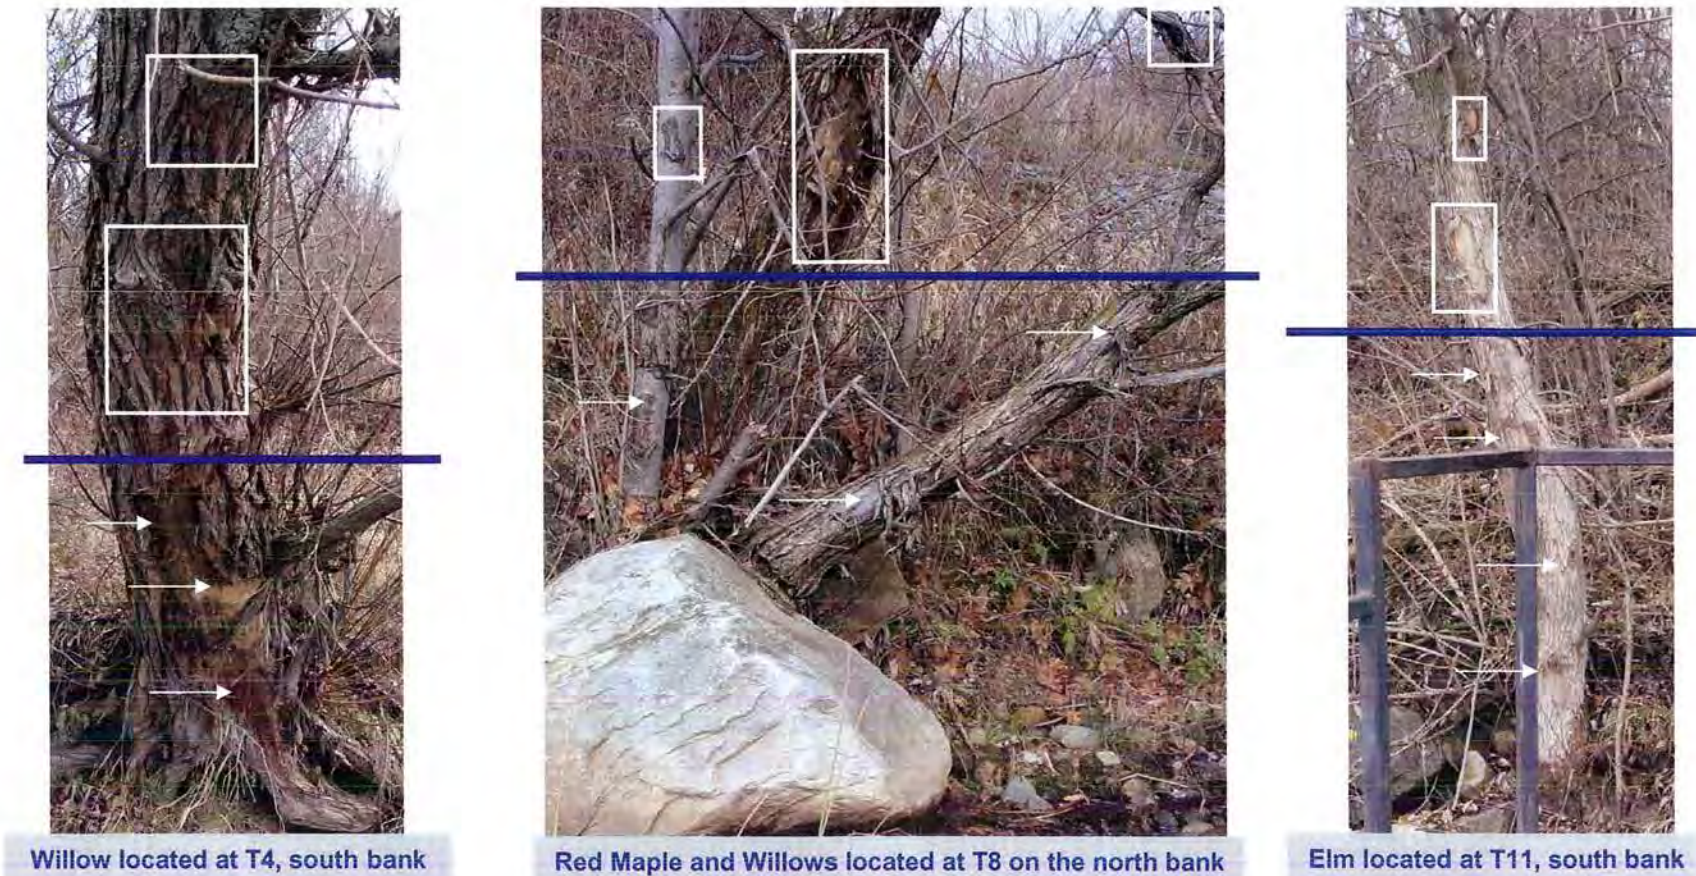 Willow located at T4, south bank
Red Maple and Willows located at T8 on the north bank
Elm located at T11, south bank